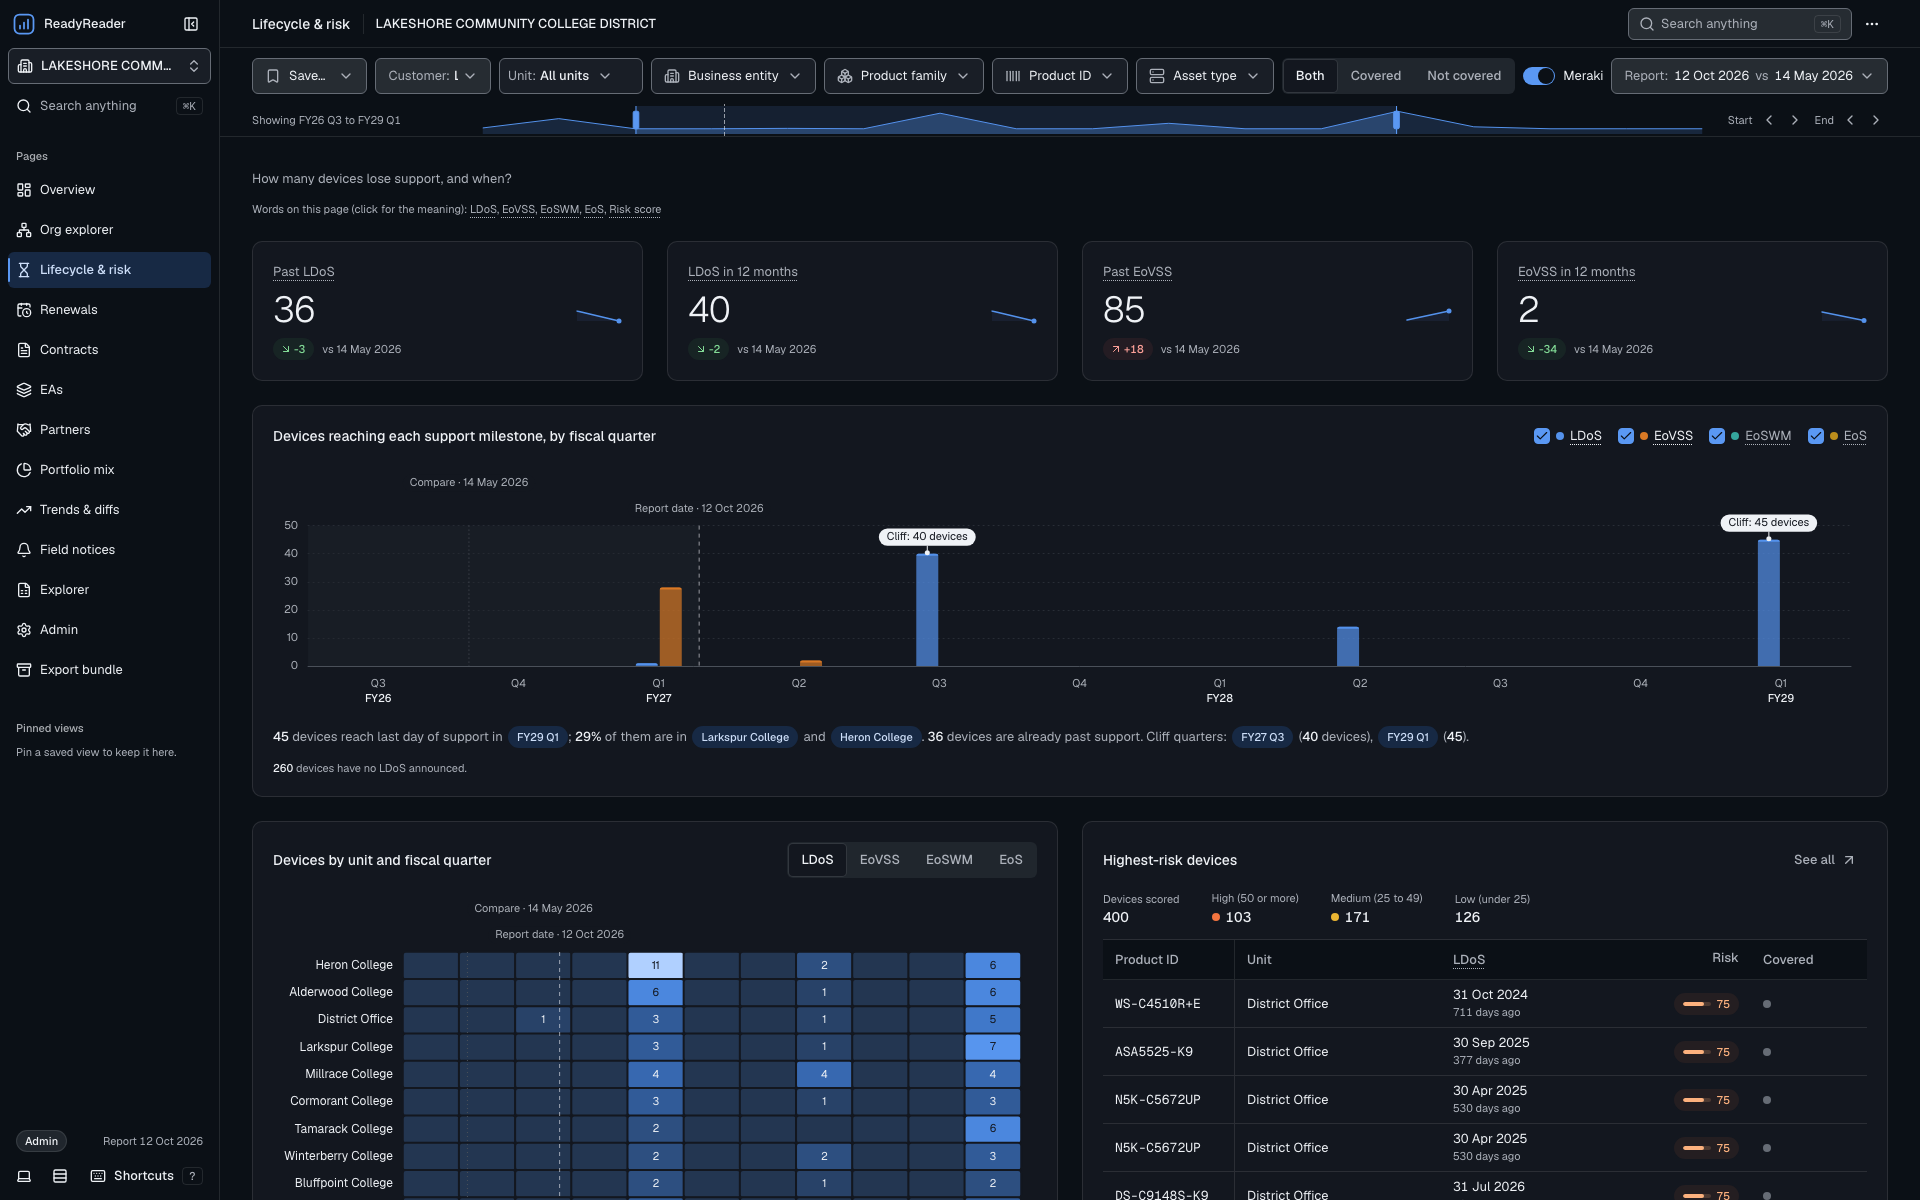 ReadyReader
LAKESHORE COMM...
Search anything ⌘K
Pages
Overview
Org explorer
Lifecycle & risk
Renewals
Contracts
EAs
Partners
Portfolio mix
Trends & diffs
Field notices
Explorer
Admin
Export bundle
Pinned views
Pin a saved view to keep it here.
Admin Report 12 Oct 2026
Shortcuts ?
Lifecycle & risk LAKESHORE COMMUNITY COLLEGE DISTRICT
Search anything ⌘K
Save... Customer: Unit: All units Business entity Product family Product ID Asset type Both Covered Not covered Meraki Report: 12 Oct 2026 vs 14 May 2026
Showing FY26 Q3 to FY29 Q1
Start End
How many devices lose support, and when?
Words on this page (click for the meaning): LDoS, EoVSS, EoSWM, EoS, Risk score
Past LDoS
36
-3 vs 14 May 2026
LDoS in 12 months
40
-2 vs 14 May 2026
Past EoVSS
85
+18 vs 14 May 2026
EoVSS in 12 months
2
-34 vs 14 May 2026
Devices reaching each support milestone, by fiscal quarter
LDoS EoVSS EoSWM EoS
Compare · 14 May 2026
Report date · 12 Oct 2026
Cliff: 40 devices
Cliff: 45 devices
50
40
30
20
10
0
Q3 Q4 Q1 Q2 Q3 Q4 Q1 Q2 Q3 Q4 Q1
FY26 FY27 FY28 FY29
45 devices reach last day of support in FY29 Q1; 29% of them are in Larkspur College and Heron College. 36 devices are already past support. Cliff quarters: FY27 Q3 (40 devices), FY29 Q1 (45).
260 devices have no LDoS announced.
Devices by unit and fiscal quarter
LDoS EoVSS EoSWM EoS
Compare · 14 May 2026
Report date · 12 Oct 2026
Heron College 11 2 6
Alderwood College 6 1 6
District Office 1 3 1 5
Larkspur College 3 1 7
Millrace College 4 4 4
Cormorant College 3 1 3
Tamarack College 2 6
Winterberry College 2 2 3
Bluffpoint College 2 1 2
Highest-risk devices
See all
Devices scored High (50 or more) Medium (25 to 49) Low (under 25)
400 103 171 126
Product ID Unit LDoS Risk Covered
WS-C4510R+E District Office 31 Oct 2024 75
711 days ago
ASA5525-K9 District Office 30 Sep 2025 75
377 days ago
N5K-C5672UP District Office 30 Apr 2025 75
530 days ago
N5K-C5672UP District Office 30 Apr 2025 75
530 days ago
DS-C9148S-K9 District Office 31 Jul 2026 75